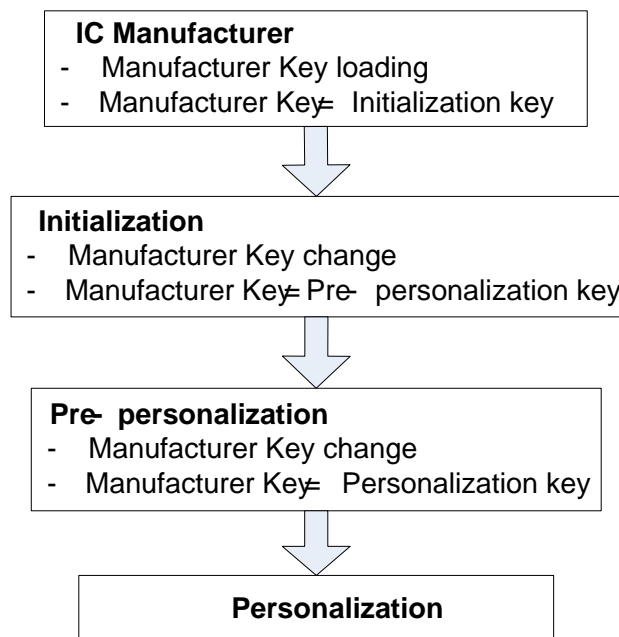 IC Manufacturer
- Manufacturer Key loading
- Manufacturer Key= Initialization key
Initialization
- Manufacturer Key change
- Manufacturer Key= Pre- personalization key
Pre- personalization
- Manufacturer Key change
- Manufacturer Key= Personalization key
Personalization